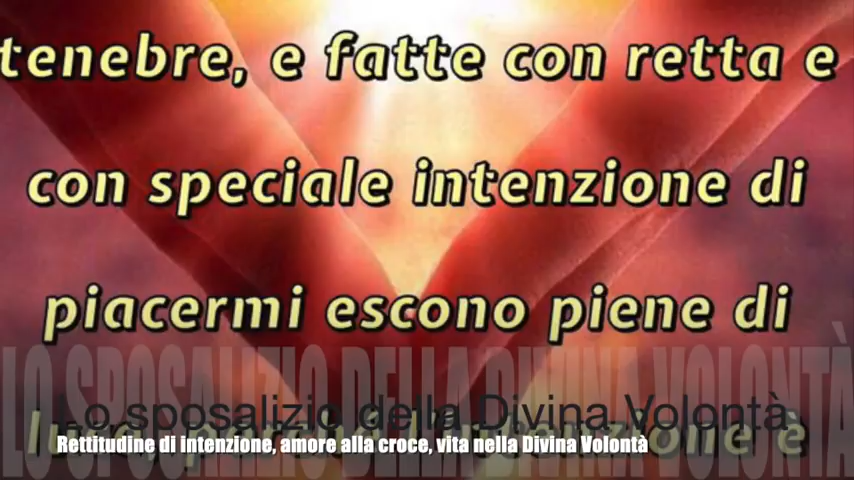 tenebre, e fatte con retta e
con speciale intenzione di
piacermi escono piene di
LO SPOSALIZIO DELLA DIVINA VOLONTÀ
Lo sposalizio della Divina Volontà
è
Rettitudine di intenzione, amore alla croce, vita nella Divina Volontà